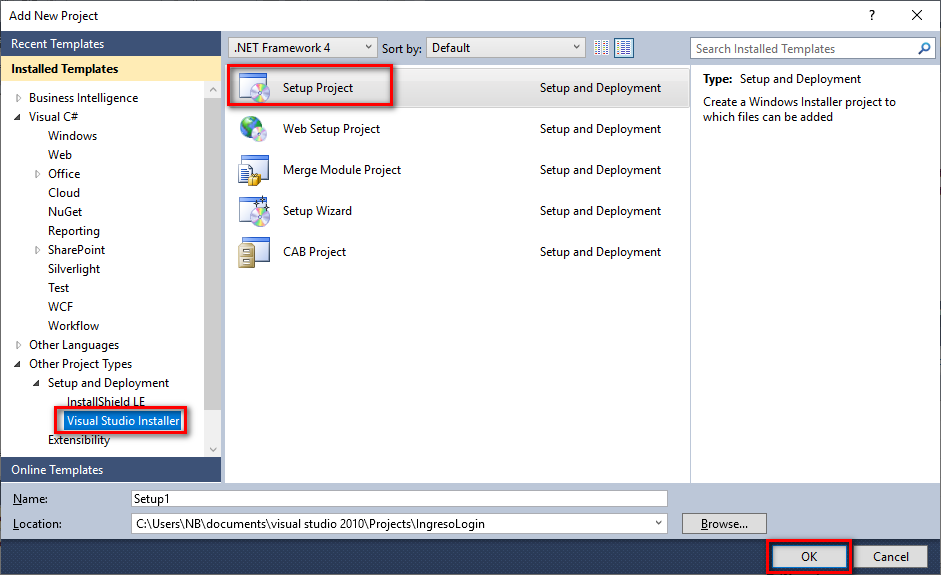 Add New Project
?
Recent Templates
Installed Templates
Business Intelligence
Visual C#
Windows
Web
Office
Cloud
NuGet
Reporting
SharePoint
Silverlight
Test
WCF
Workflow
Other Languages
Other Project Types
Setup and Deployment
InstallShield LE
Visual Studio Installer
Extensibility
Online Templates
.NET Framework 4
Sort by: Default
Setup Project Setup and Deployment
Web Setup Project Setup and Deployment
Merge Module Project Setup and Deployment
Setup Wizard Setup and Deployment
CAB Project Setup and Deployment
Search Installed Templates
Type: Setup and Deployment
Create a Windows Installer project to
which files can be added
Name: Setup1
Location: C:\Users\NB\documents\visual studio 2010\Projects\IngresoLogin
Browse...
OK Cancel